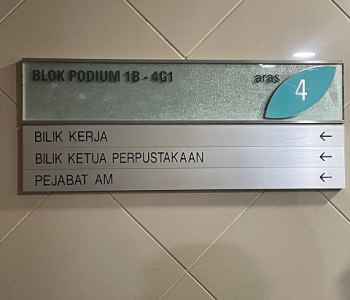 BLOK PODIUM 1B - 4G1 aras 4
BILIK KERJA ←
BILIK KETUA PERPUSTAKAAN ←
PEJABAT AM ←